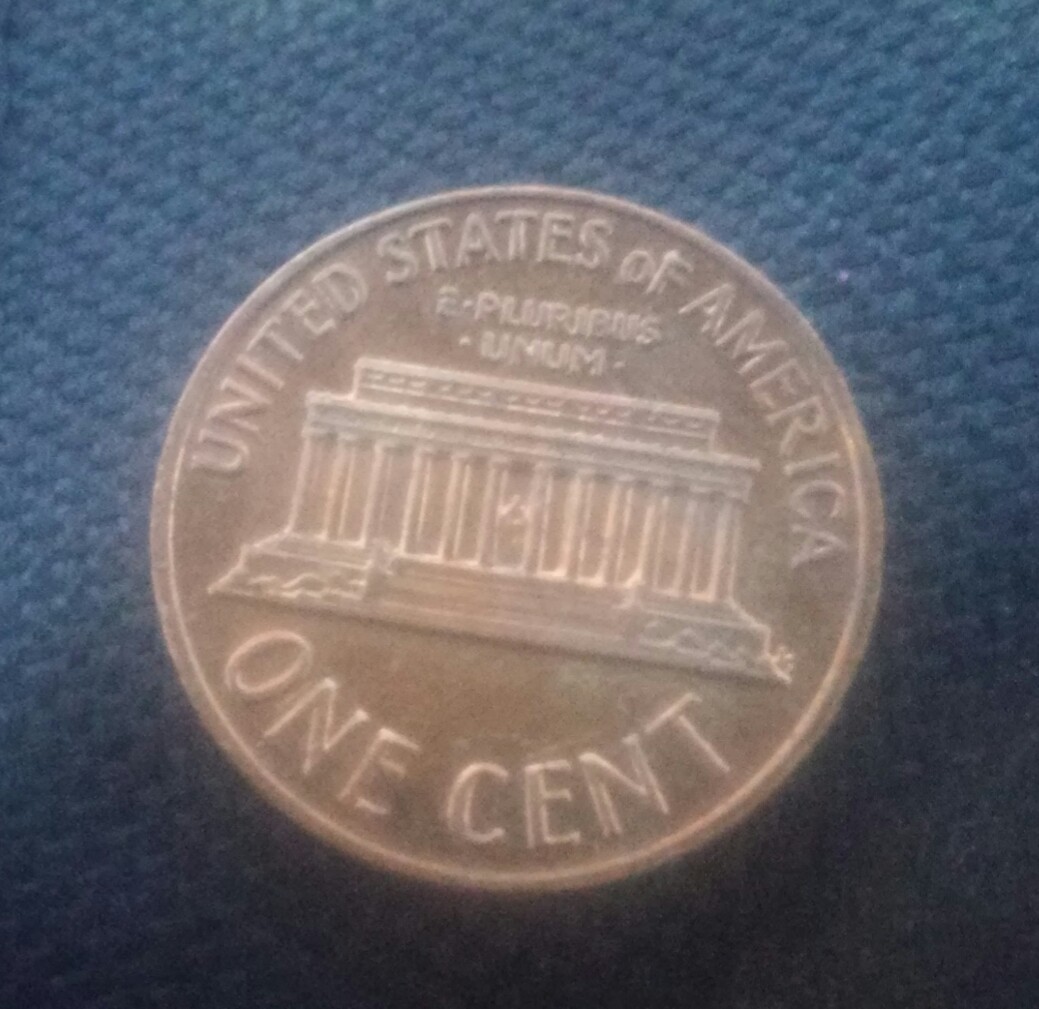 UNITED STATES of AMERICA
E·PLURIBUS
·UNUM·
ONE CENT